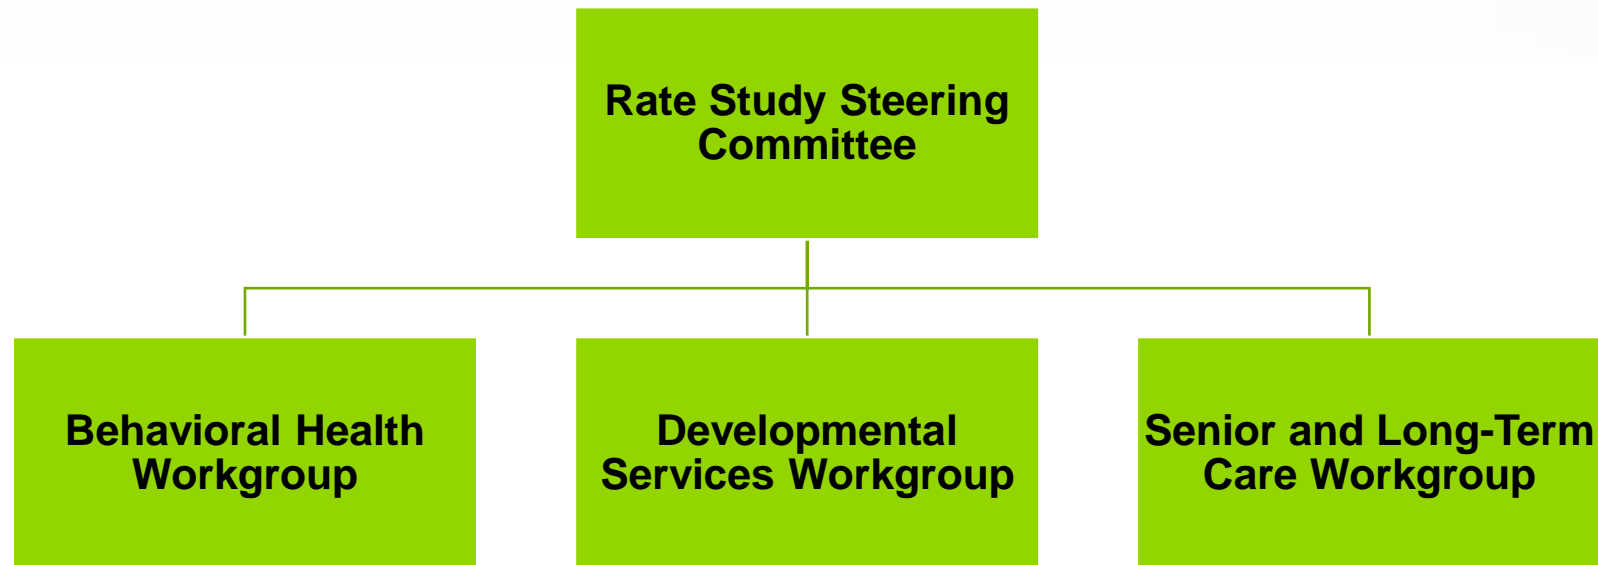 Rate Study Steering
Committee
Behavioral Health
Workgroup
Developmental
Services Workgroup
Senior and Long-Term
Care Workgroup